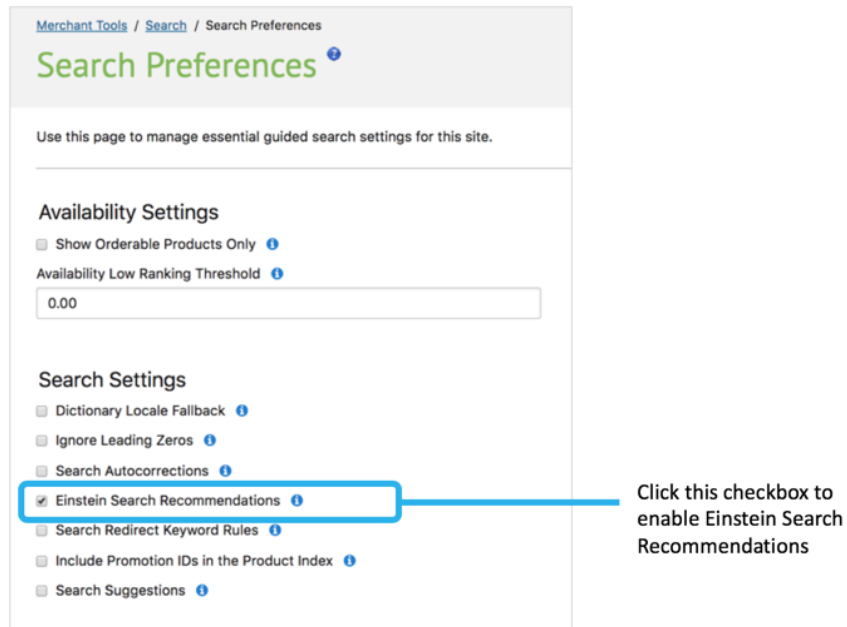 Merchant Tools / Search / Search Preferences
Search Preferences ?
Use this page to manage essential guided search settings for this site.
Availability Settings
Show Orderable Products Only i
Availability Low Ranking Threshold i
0.00
Search Settings
Dictionary Locale Fallback i
Ignore Leading Zeros i
Search Autocorrections i
Einstein Search Recommendations i
Search Redirect Keyword Rules i
Include Promotion IDs in the Product Index i
Search Suggestions i
Click this checkbox to
enable Einstein Search
Recommendations